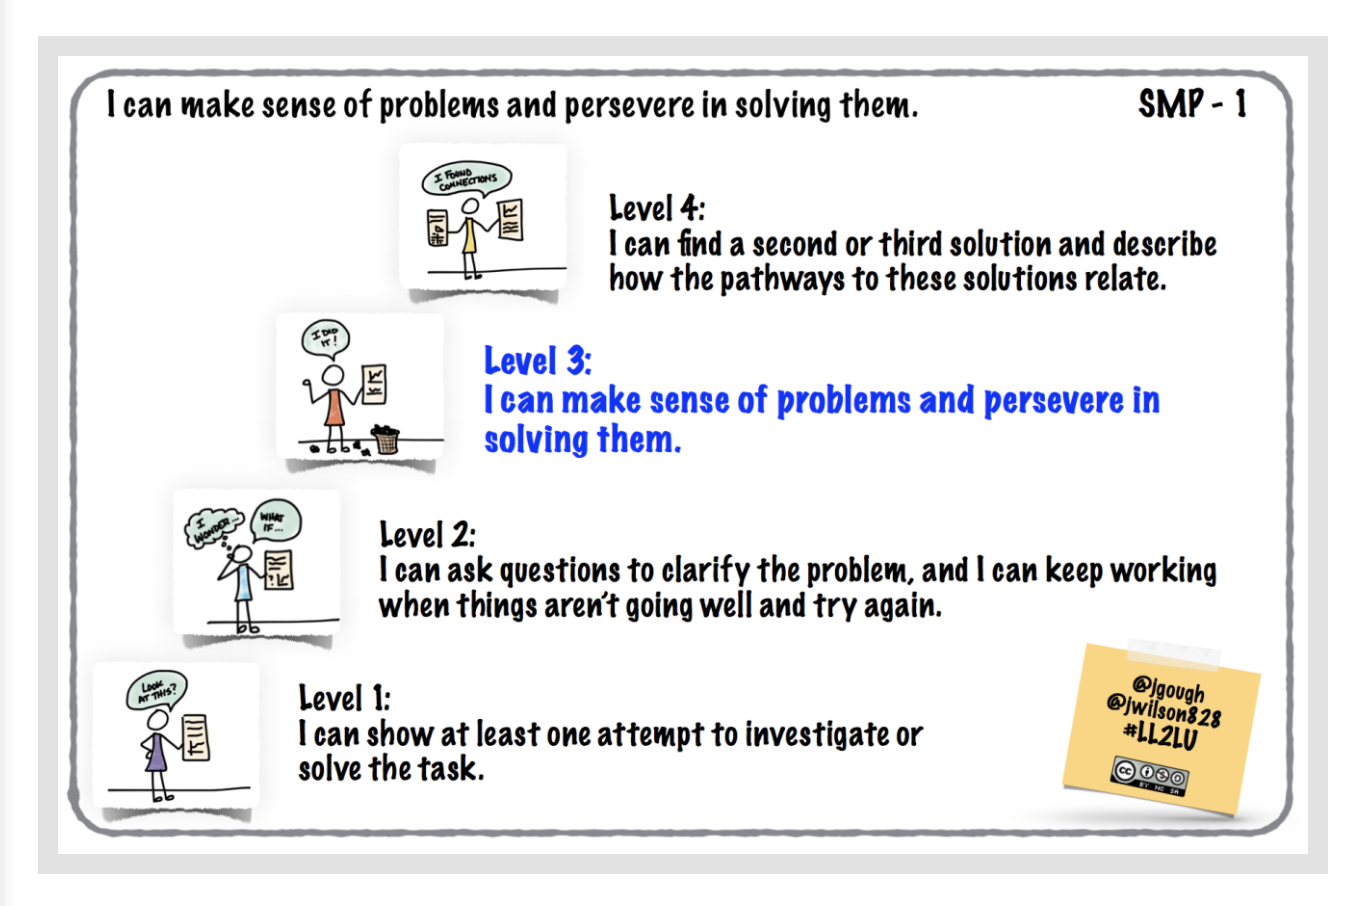 I can make sense of problems and persevere in solving them.
SMP - 1
I FOUND
CONNECTIONS
Level 4:
I can find a second or third solution and describe
how the pathways to these solutions relate.
I DID
IT!
Level 3:
I can make sense of problems and persevere in
solving them.
I
WONDER...
WHAT
IF...
Level 2:
I can ask questions to clarify the problem, and I can keep working
when things aren't going well and try again.
LOOK
AT THIS?
Level 1:
I can show at least one attempt to investigate or
solve the task.
@jgough
@jwilson828
#LL2LU
cc
BY NC SA